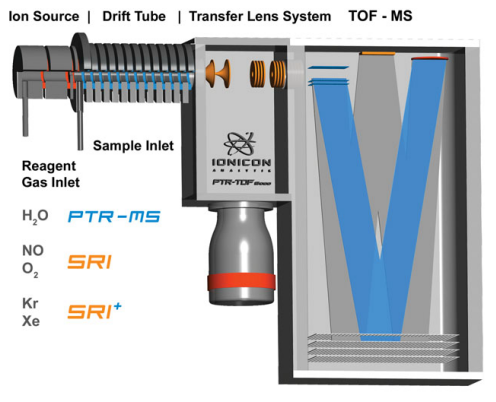 Ion Source | Drift Tube | Transfer Lens System TOF - MS
Sample Inlet
Reagent
Gas Inlet
IONICON
ANALYTIK
PTR-TOF 8000
H₂O PTR-MS
NO
O₂
SRI
Kr
Xe
SRI⁺